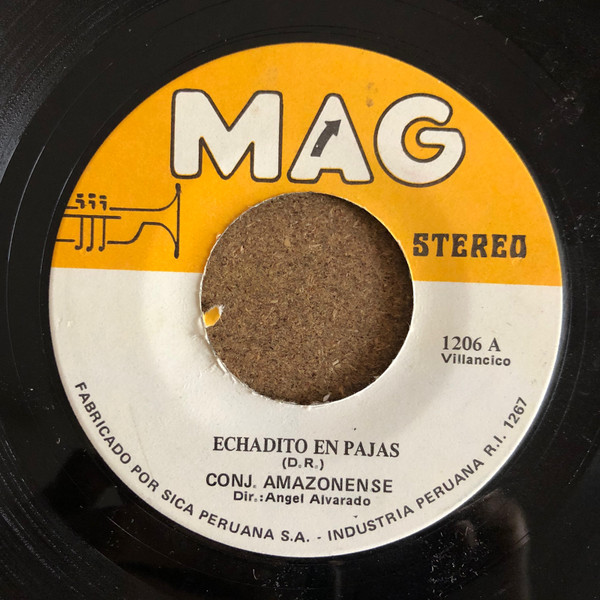 MAG
STEREO
1206 A
Villancico
ECHADITO EN PAJAS
(D.R.)
CONJ. AMAZONENSE
Dir.: Angel Alvarado
FABRICADO POR SICA PERUANA S.A. - INDUSTRIA PERUANA R.I. 1267